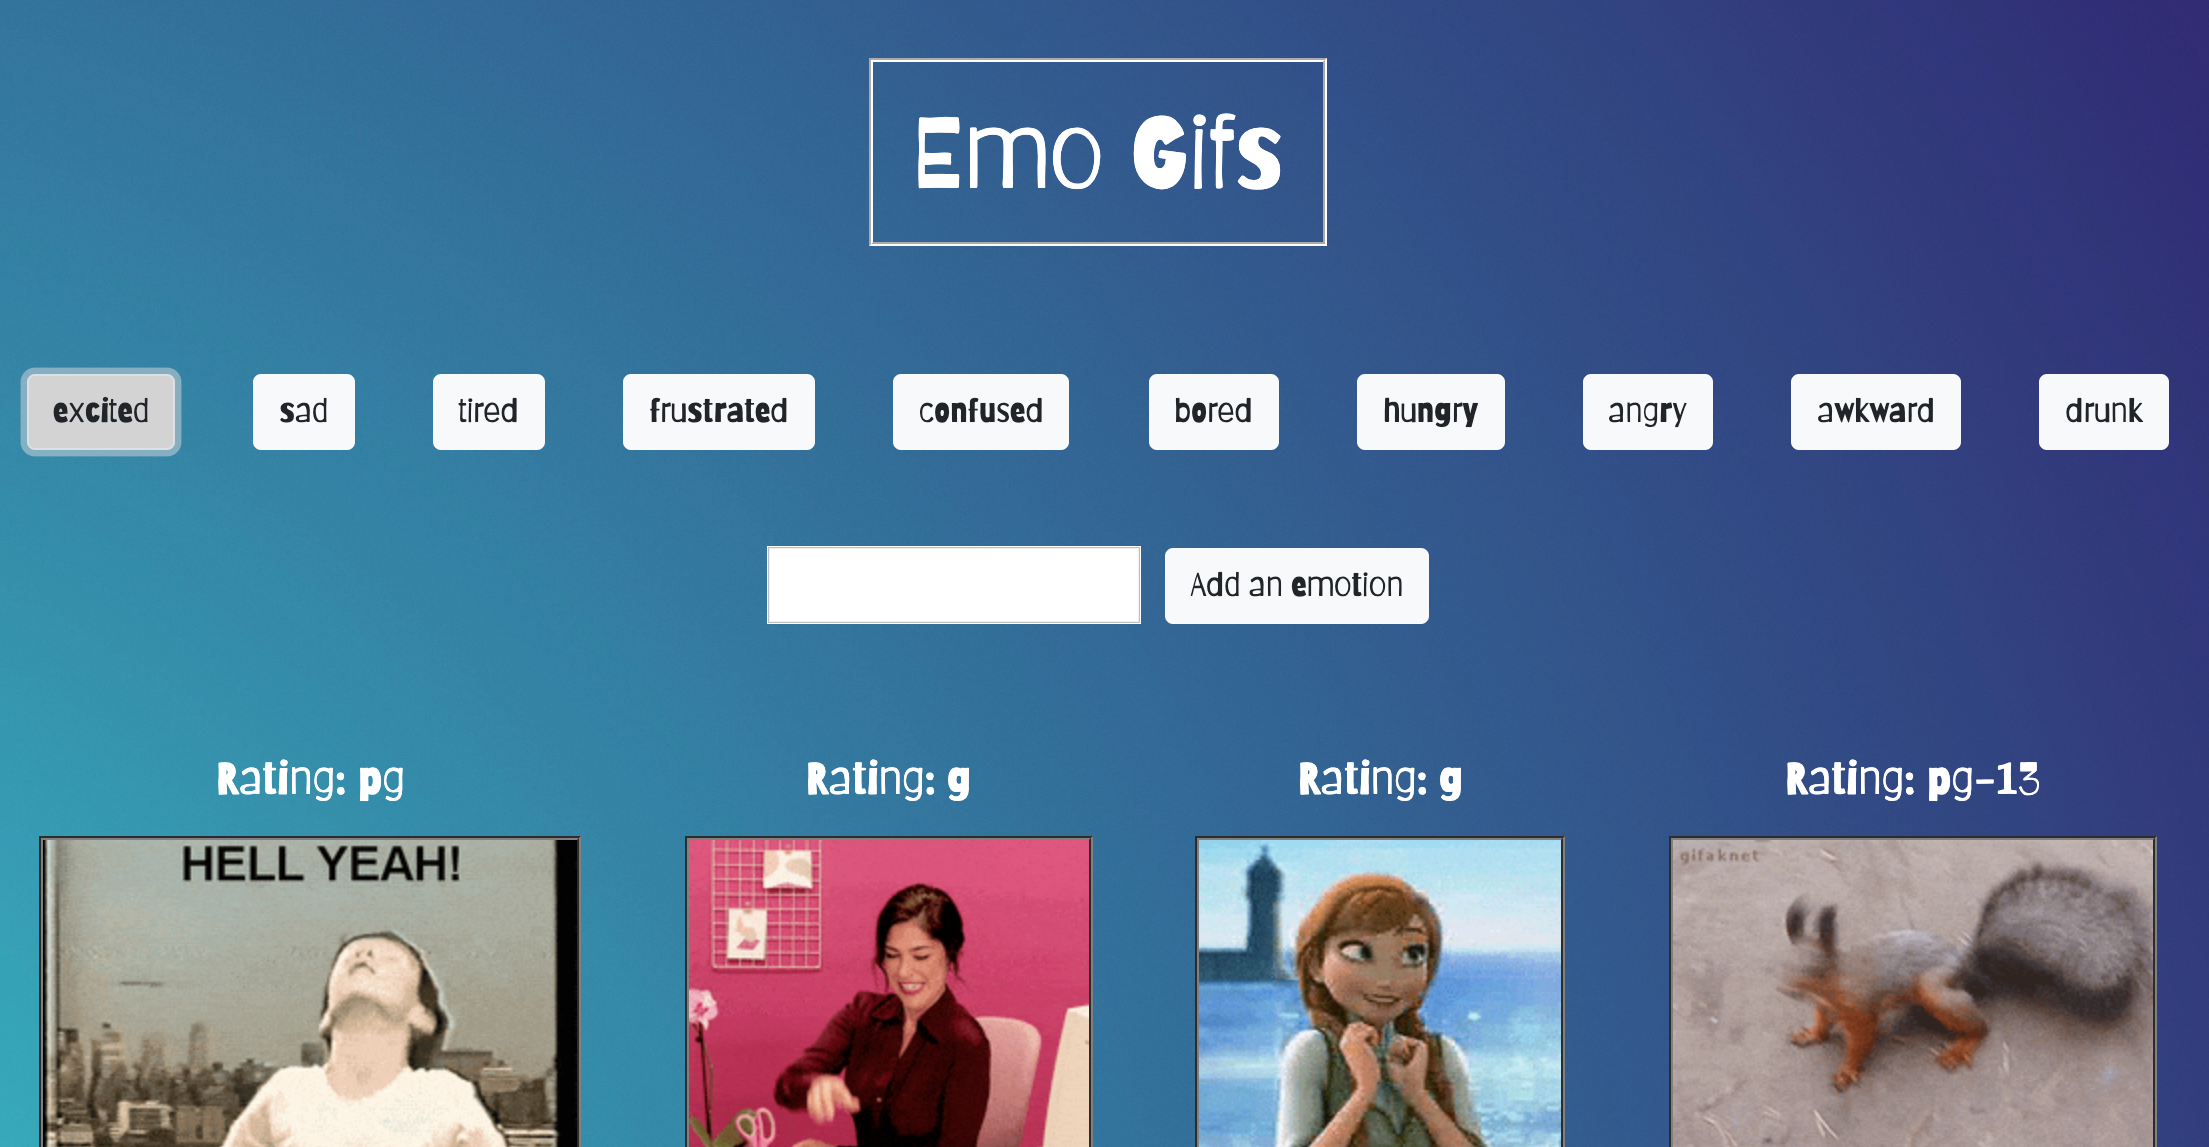 Emo Gifs
excited sad tired frustrated confused bored hungry angry awkward drunk
Add an emotion
Rating: pg Rating: g Rating: g Rating: pg-13
HELL YEAH!
gifaknet